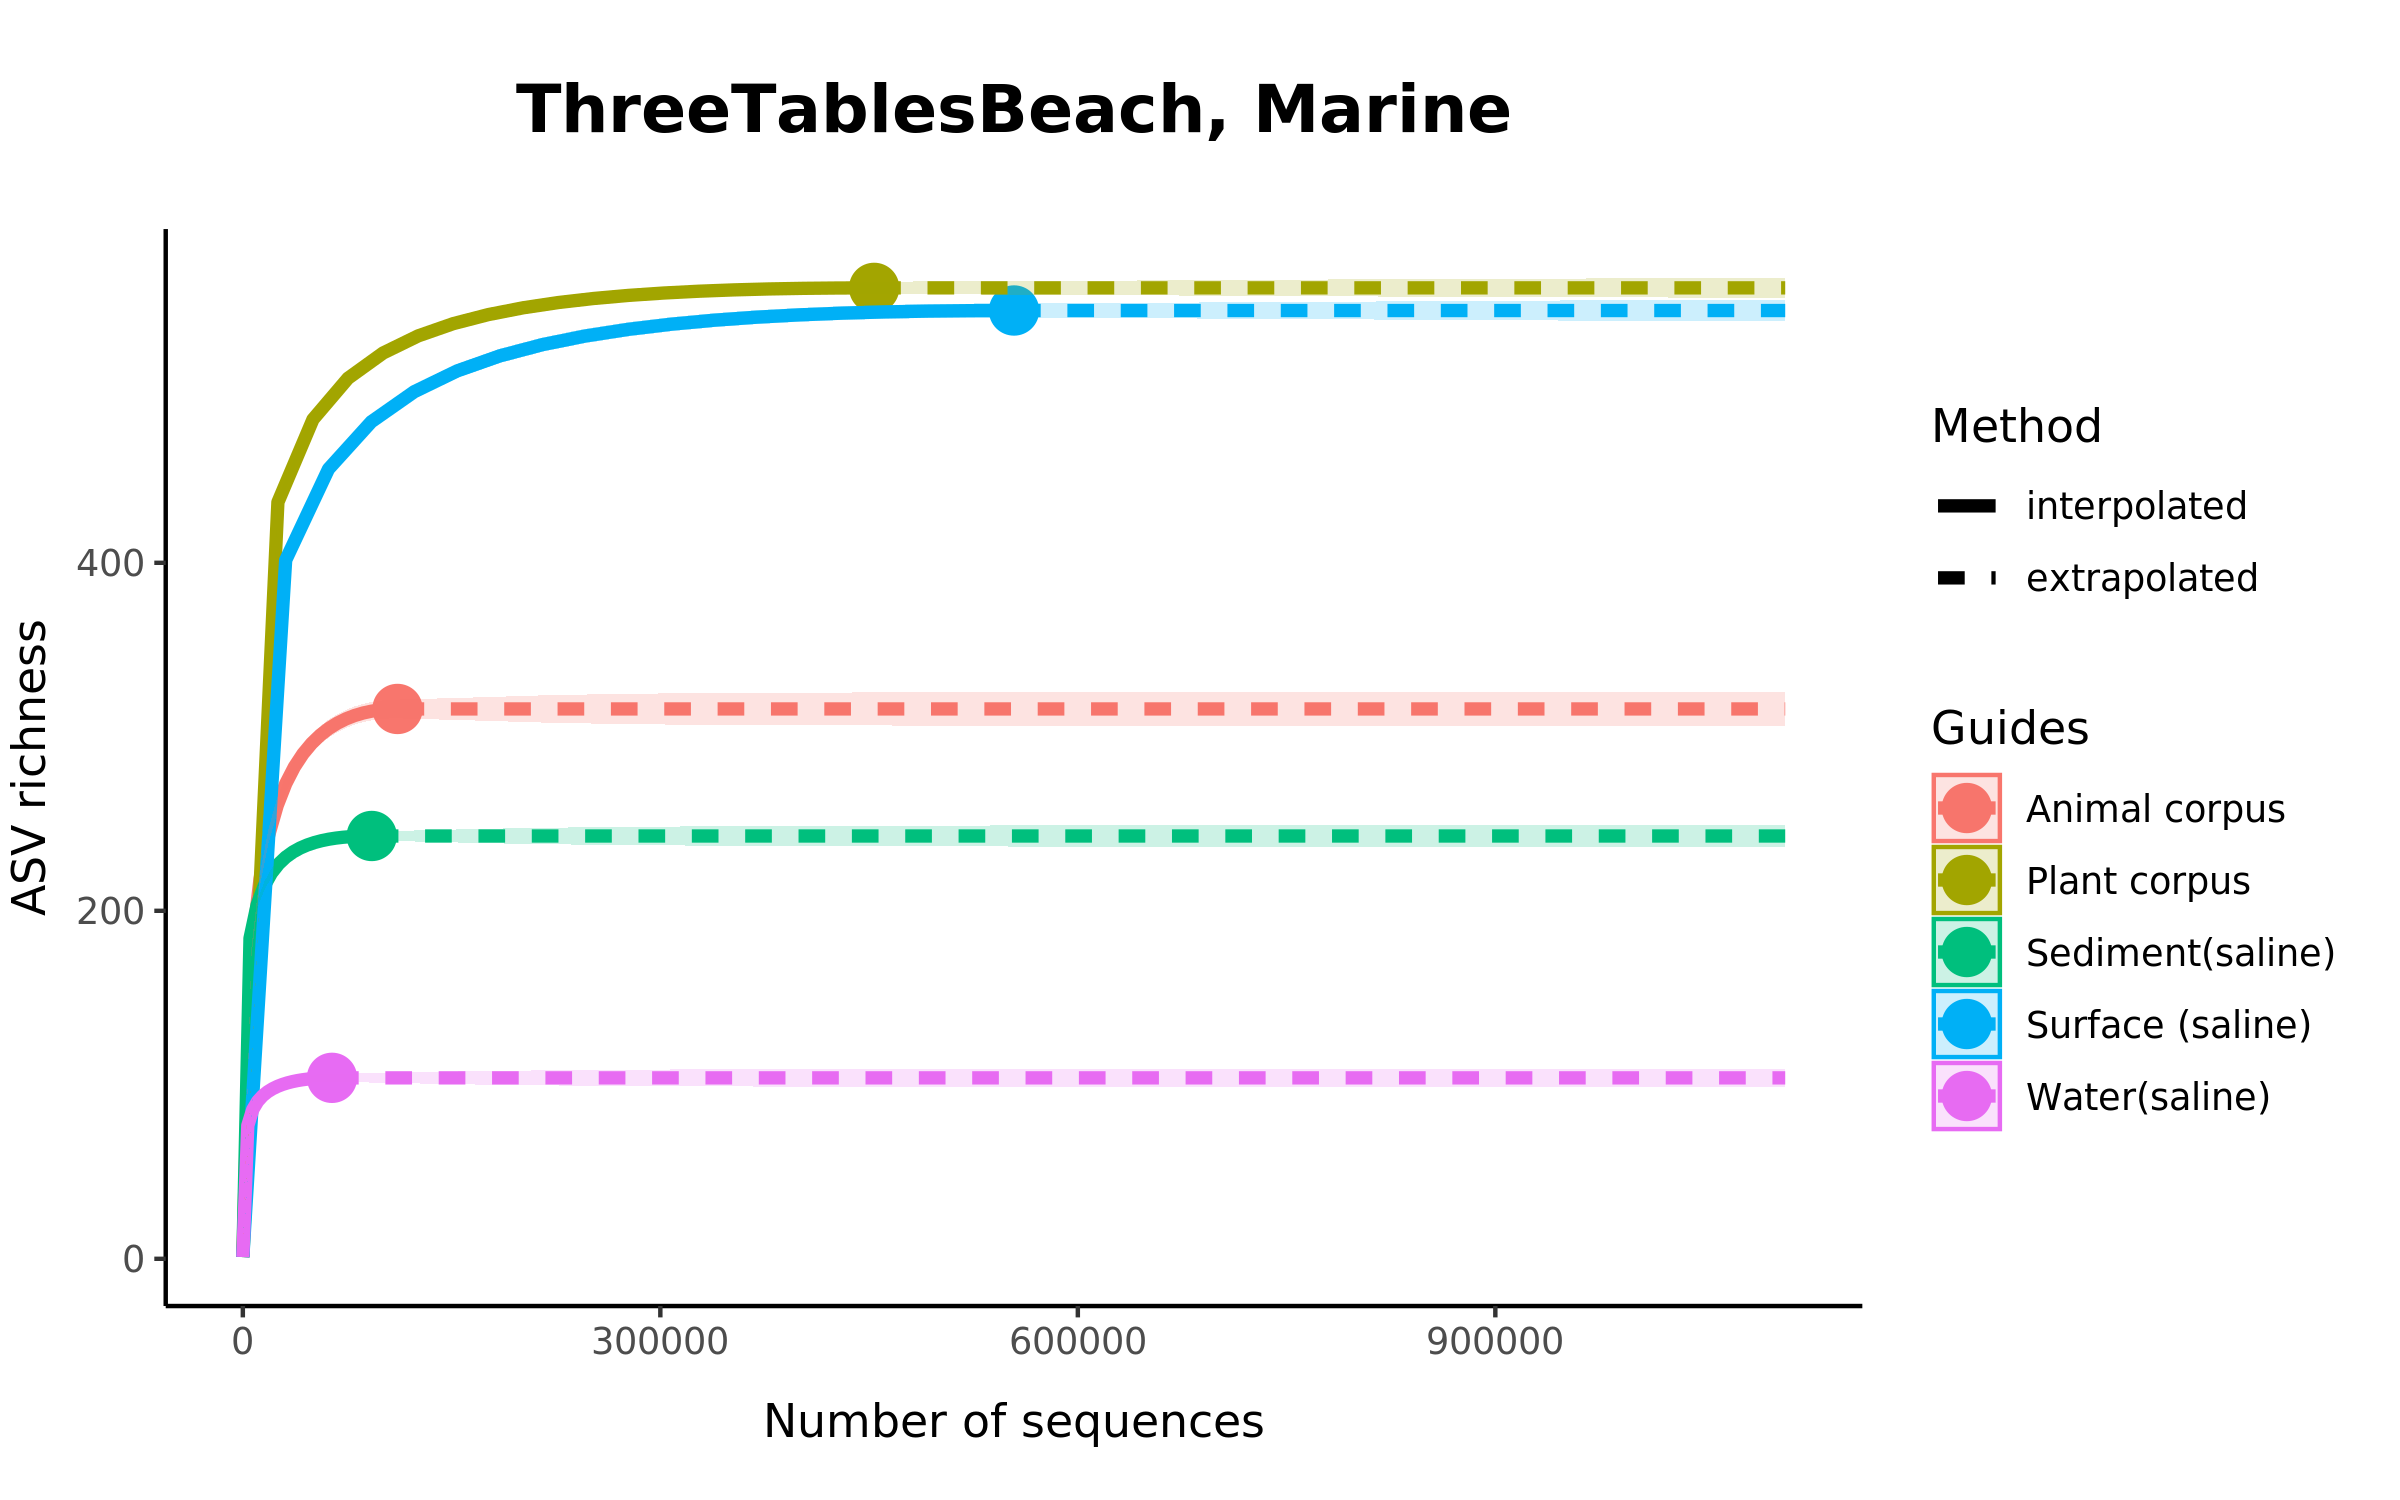 ThreeTablesBeach, Marine
ASV richness
400
200
0
0
300000
600000
900000
Number of sequences
Method
interpolated
extrapolated
Guides
Animal corpus
Plant corpus
Sediment(saline)
Surface (saline)
Water(saline)